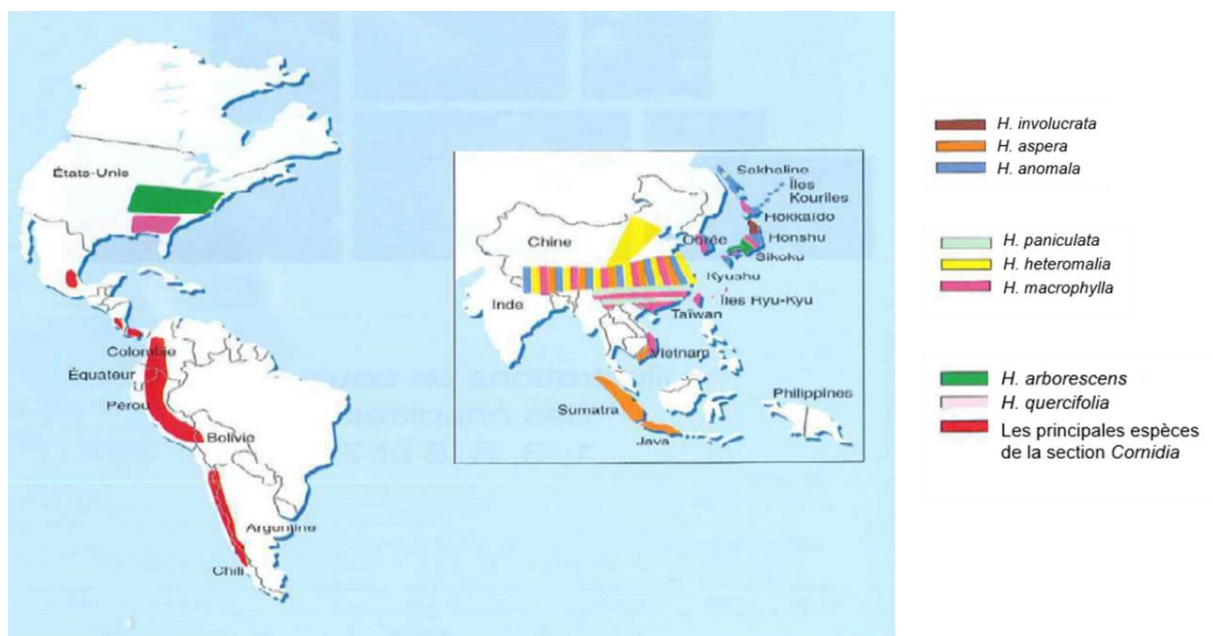 États-Unis
Colombie
Équateur
Pérou
Bolivie
Argentine
Chili
Sakhaline
Îles
Kouriles
Hokkaïdo
Chine
Corée
Honshu
Sikoku
Kyushu
Inde
Îles Ryu-Kyu
Taïwan
Vietnam
Philippines
Sumatra
Java
H. involucrata
H. aspera
H. anomala
H. paniculata
H. heteromalia
H. macrophylla
H. arborescens
H. quercifolia
Les principales espèces
de la section Cornidia